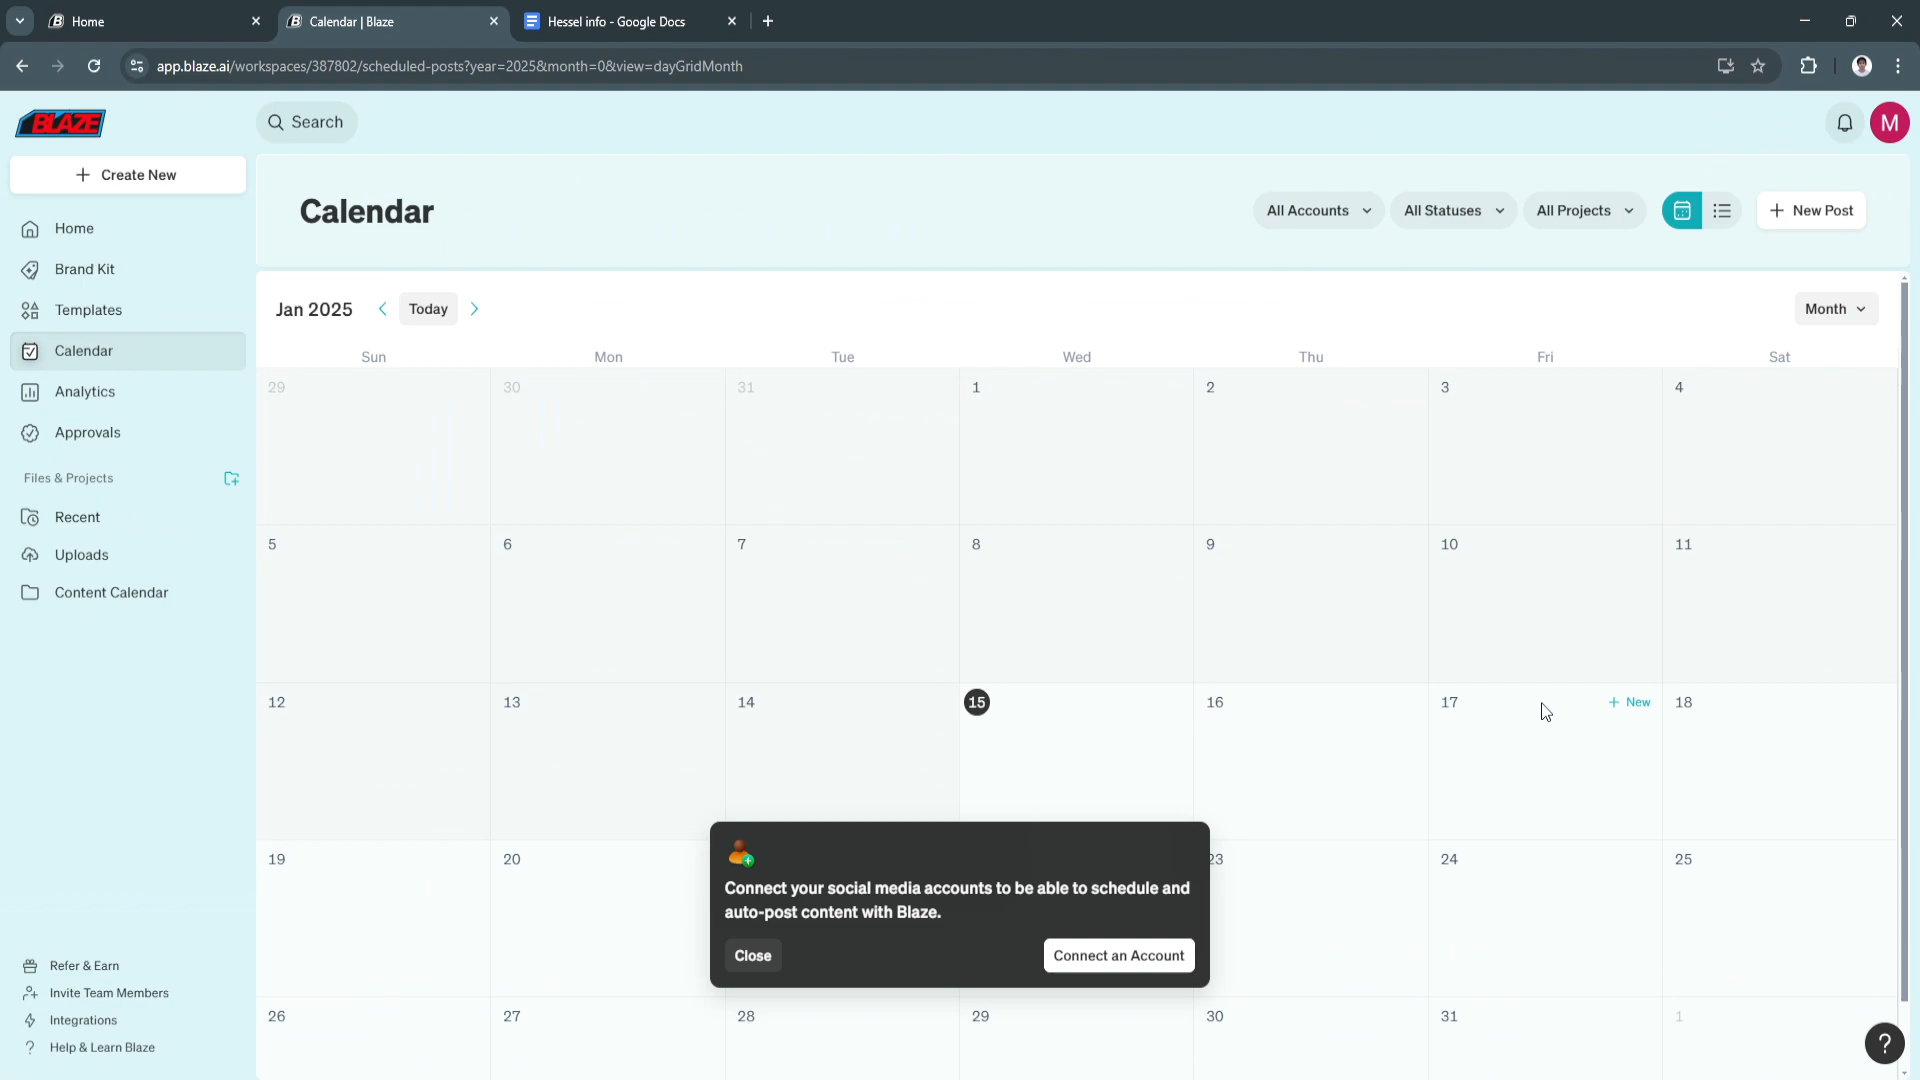 Home
Calendar | Blaze
Hessel info - Google Docs
app.blaze.ai/workspaces/387802/scheduled-posts?year=2025&month=0&view=dayGridMonth
BLAZE
Search
M
Create New
Home
Brand Kit
Templates
Calendar
Analytics
Approvals
Files & Projects
Recent
Uploads
Content Calendar
Refer & Earn
Invite Team Members
Integrations
Help & Learn Blaze
Calendar
All Accounts
All Statuses
All Projects
+ New Post
Jan 2025
Today
Month
Sun Mon Tue Wed Thu Fri Sat
29 30 31 1 2 3 4
5 6 7 8 9 10 11
12 13 14 15 16 17 + New 18
19 20 23 24 25
26 27 28 29 30 31 1
Connect your social media accounts to be able to schedule and
auto-post content with Blaze.
Close
Connect an Account
?